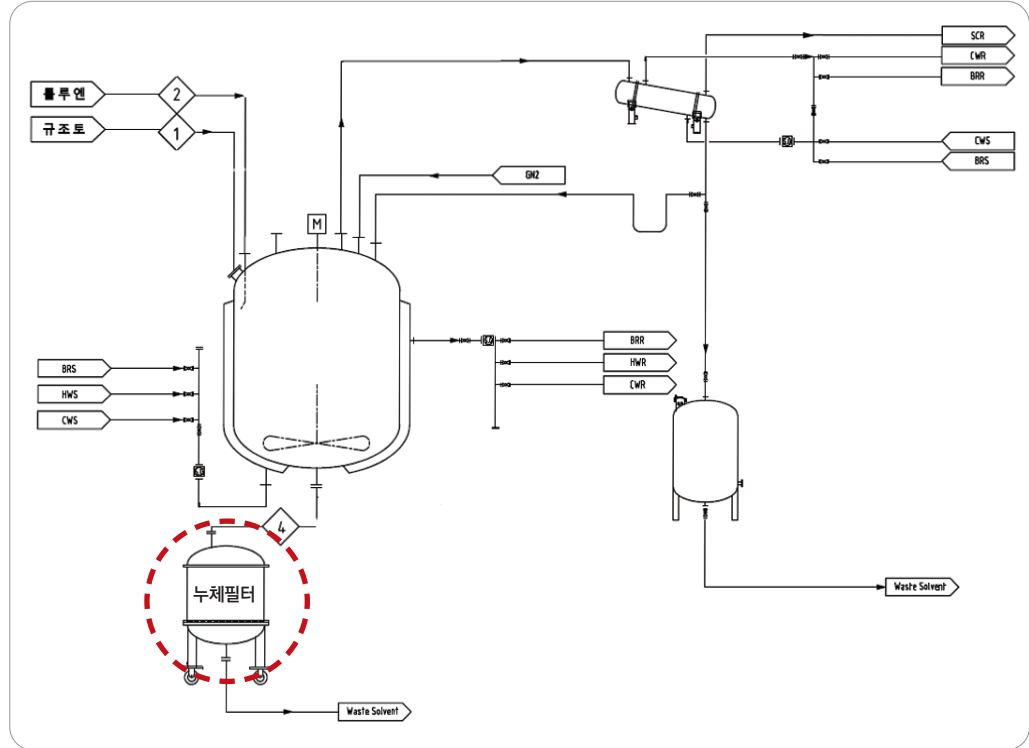 SCR
CWR
BRR
톨루엔
2
규조토
1
CWS
BRS
GN2
M
BRR
HWR
CWR
BRS
HWS
CWS
4
누체필터
Waste Solvent
Waste Solvent